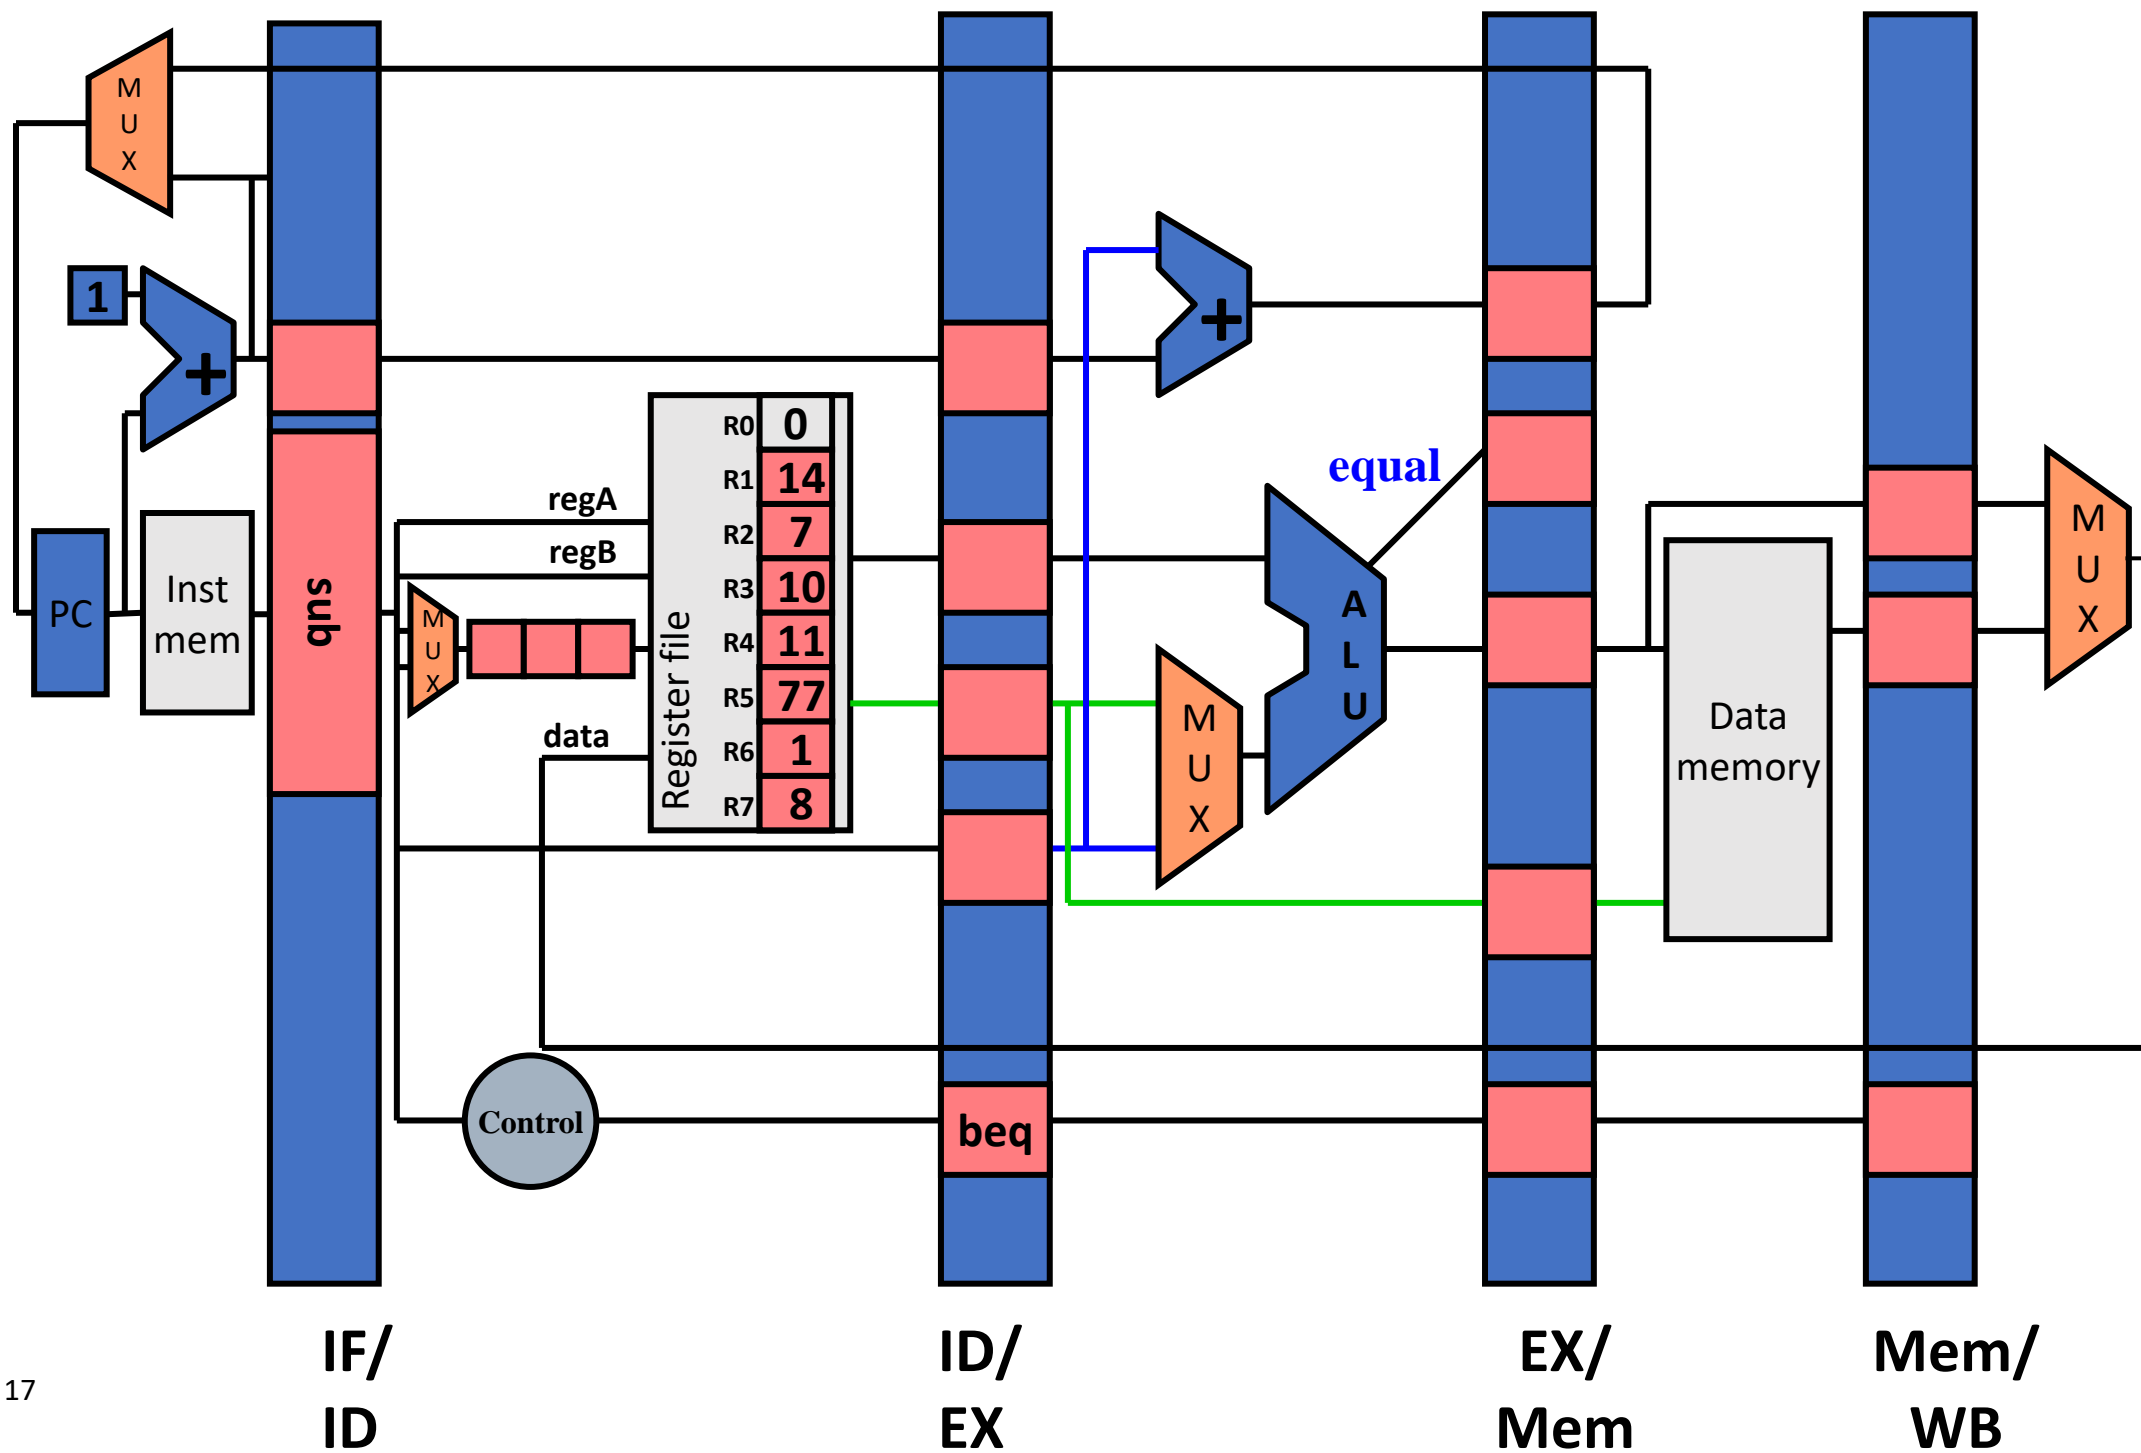 M
U
X
1
+
PC
Inst
mem
sub
regA
regB
M
U
X
data
Register file
R0 0
R1 14
R2 7
R3 10
R4 11
R5 77
R6 1
R7 8
Control
beq
+
equal
M
U
X
A
L
U
Data
memory
M
U
X
IF/
ID
ID/
EX
EX/
Mem
Mem/
WB
17